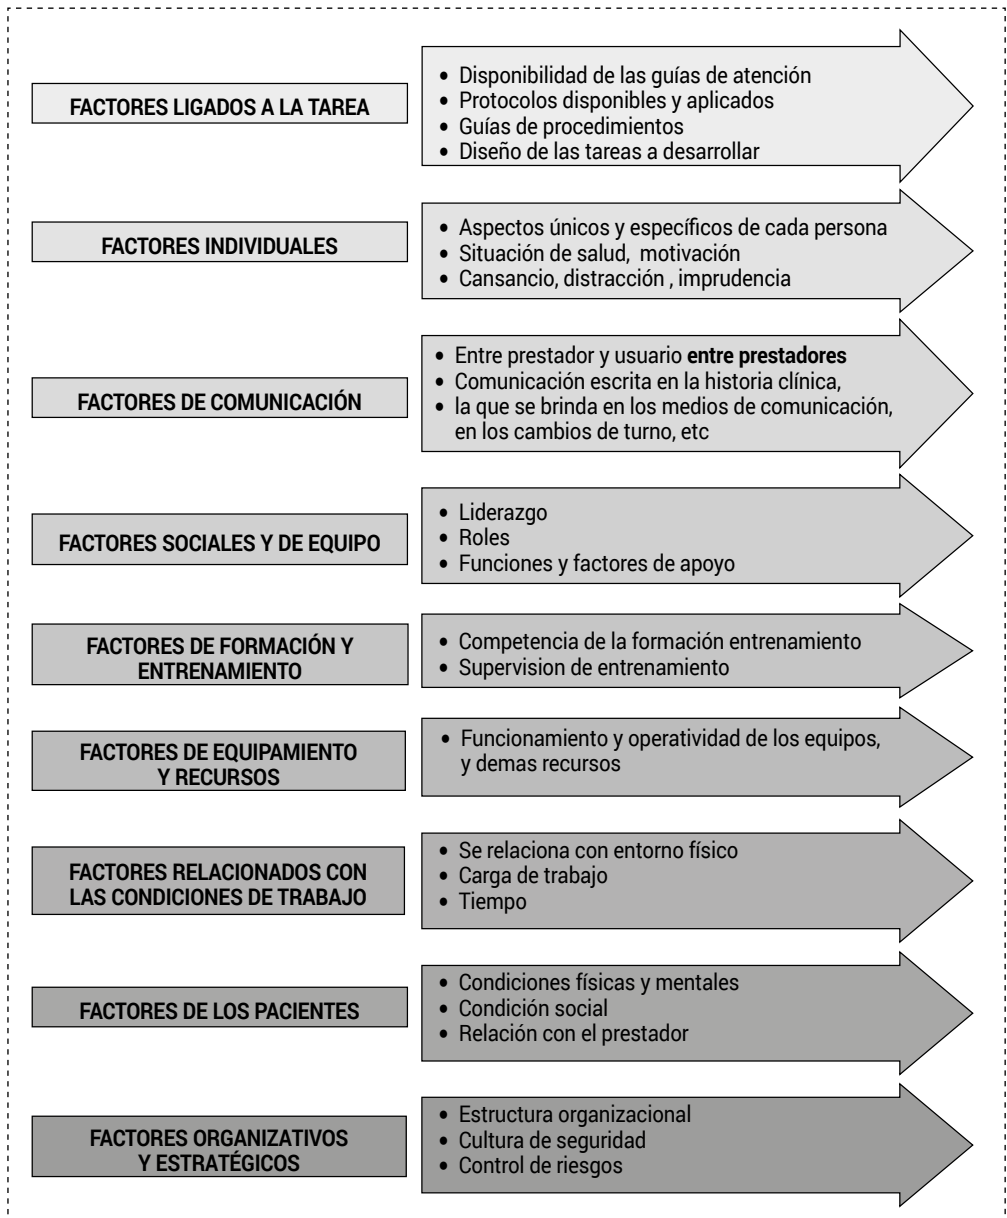 FACTORES LIGADOS A LA TAREA
• Disponibilidad de las guías de atención
• Protocolos disponibles y aplicados
• Guías de procedimientos
• Diseño de las tareas a desarrollar
FACTORES INDIVIDUALES
• Aspectos únicos y específicos de cada persona
• Situación de salud, motivación
• Cansancio, distracción , imprudencia
FACTORES DE COMUNICACIÓN
• Entre prestador y usuario entre prestadores
• Comunicación escrita en la historia clínica,
• la que se brinda en los medios de comunicación,
en los cambios de turno, etc
FACTORES SOCIALES Y DE EQUIPO
• Liderazgo
• Roles
• Funciones y factores de apoyo
FACTORES DE FORMACIÓN Y
ENTRENAMIENTO
• Competencia de la formación entrenamiento
• Supervision de entrenamiento
FACTORES DE EQUIPAMIENTO
Y RECURSOS
• Funcionamiento y operatividad de los equipos,
y demas recursos
FACTORES RELACIONADOS CON
LAS CONDICIONES DE TRABAJO
• Se relaciona con entorno físico
• Carga de trabajo
• Tiempo
FACTORES DE LOS PACIENTES
• Condiciones físicas y mentales
• Condición social
• Relación con el prestador
FACTORES ORGANIZATIVOS
Y ESTRATÉGICOS
• Estructura organizacional
• Cultura de seguridad
• Control de riesgos